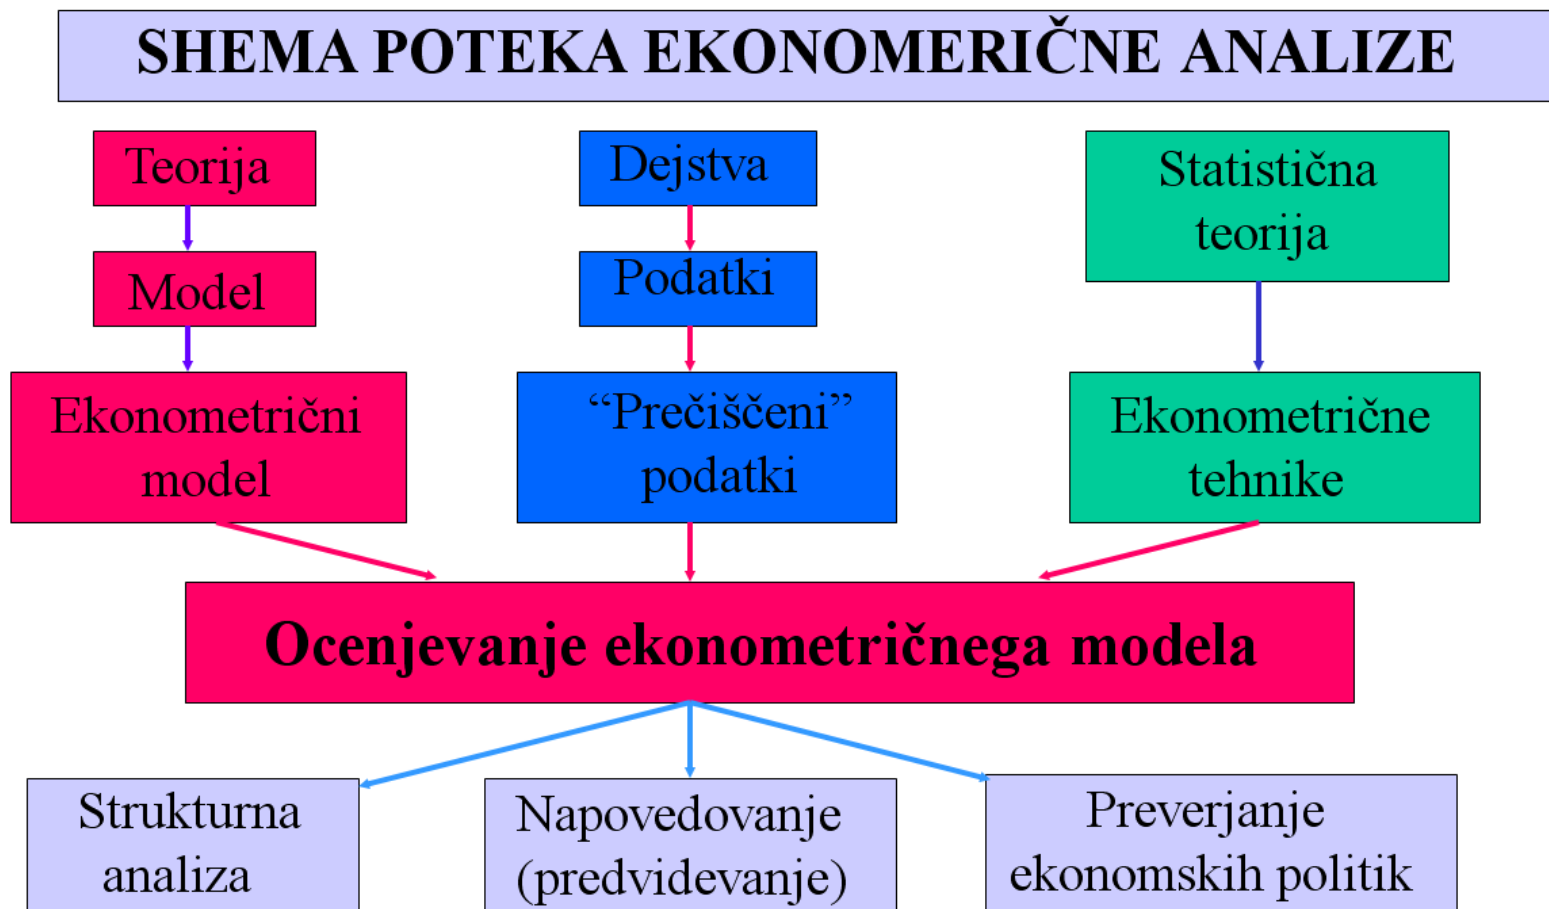 SHEMA POTEKA EKONOMERIČNE ANALIZE
Teorija
Dejstva
Statistična
teorija
Model
Podatki
Ekonometrični
model
“Prečiščeni”
podatki
Ekonometrične
tehnike
Ocenjevanje ekonometričnega modela
Strukturna
analiza
Napovedovanje
(predvidevanje)
Preverjanje
ekonomskih politik